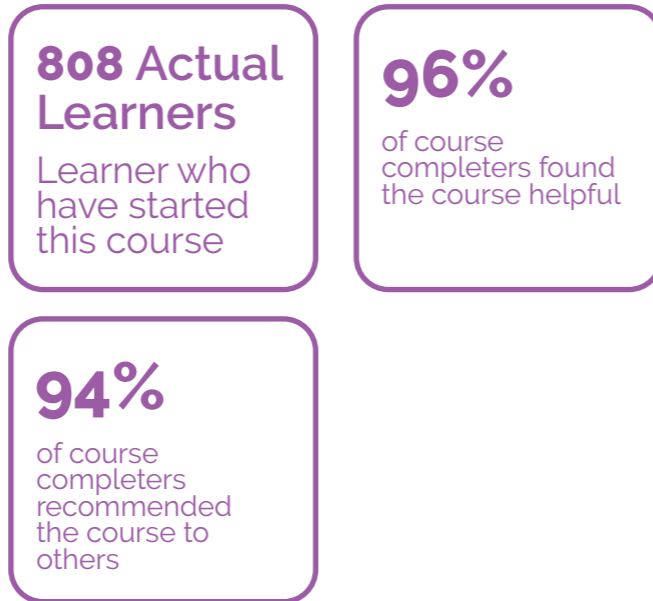 808 Actual
Learners
Learner who
have started
this course
96%
of course
completers found
the course helpful
94%
of course
completers
recommended
the course to
others